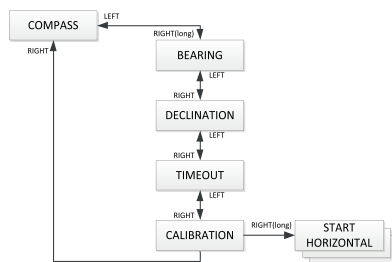 COMPASS
LEFT
RIGHT(long)
RIGHT
BEARING
LEFT
RIGHT
DECLINATION
LEFT
RIGHT
TIMEOUT
LEFT
RIGHT
CALIBRATION
RIGHT(long)
START
HORIZONTAL